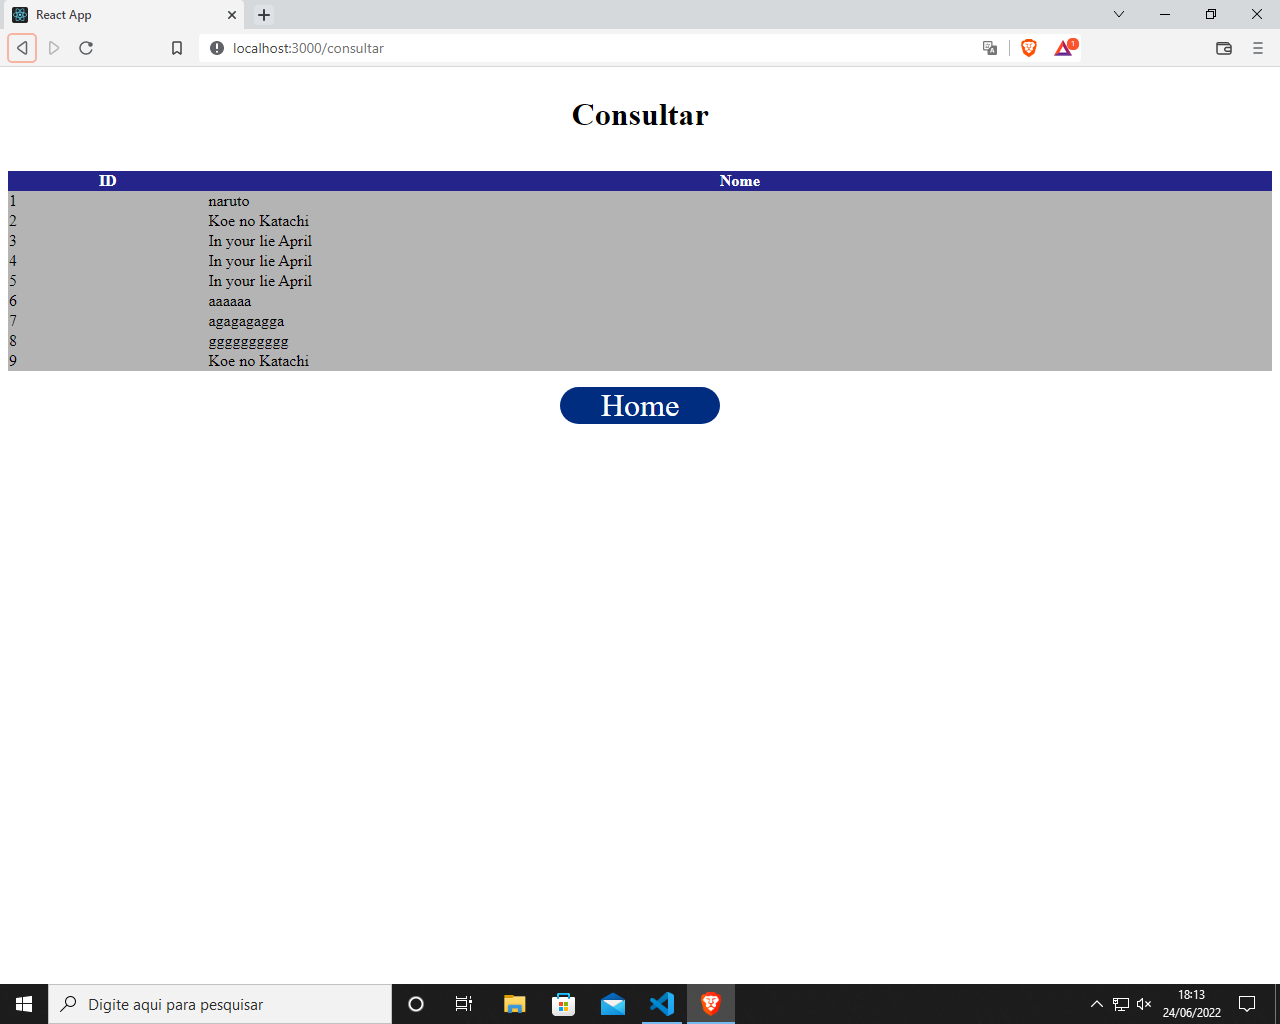 React App
localhost:3000/consultar
1
Consultar
ID Nome
1 naruto
2 Koe no Katachi
3 In your lie April
4 In your lie April
5 In your lie April
6 aaaaaa
7 agagagagga
8 gggggggggg
9 Koe no Katachi
Home
Digite aqui para pesquisar
18:13
24/06/2022